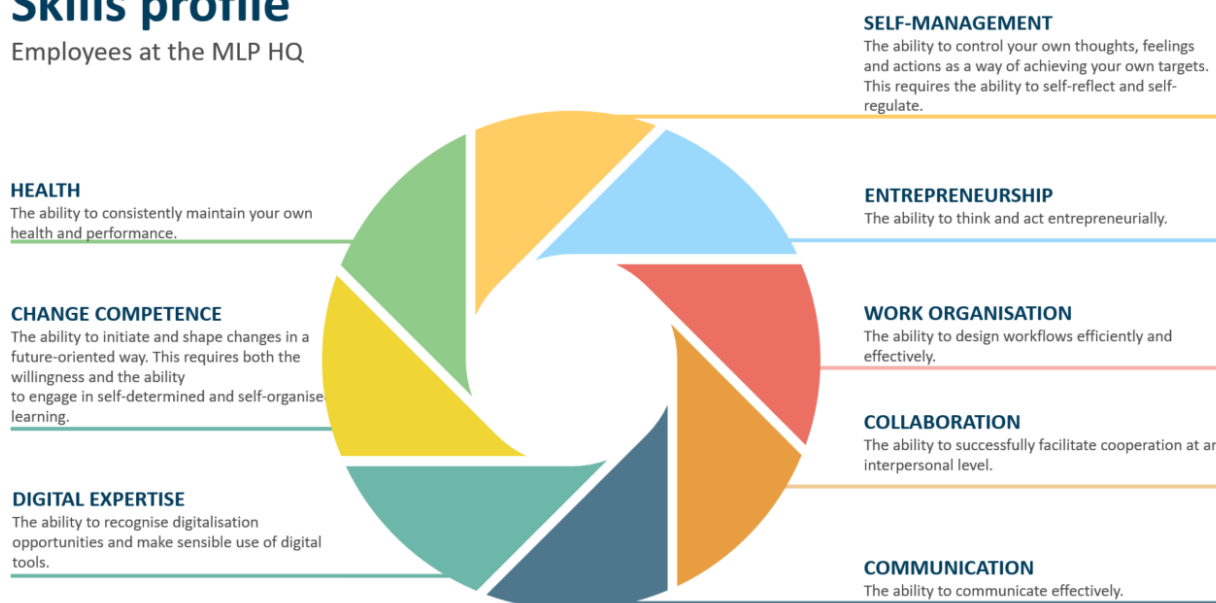 Skills profile
Employees at the MLP HQ
SELF-MANAGEMENT
The ability to control your own thoughts, feelings
and actions as a way of achieving your own targets.
This requires the ability to self-reflect and self-
regulate.
HEALTH
The ability to consistently maintain your own
health and performance.
ENTREPRENEURSHIP
The ability to think and act entrepreneurially.
CHANGE COMPETENCE
The ability to initiate and shape changes in a
future-oriented way. This requires both the
willingness and the ability
to engage in self-determined and self-organise
learning.
WORK ORGANISATION
The ability to design workflows efficiently and
effectively.
COLLABORATION
The ability to successfully facilitate cooperation at an
interpersonal level.
DIGITAL EXPERTISE
The ability to recognise digitalisation
opportunities and make sensible use of digital
tools.
COMMUNICATION
The ability to communicate effectively.